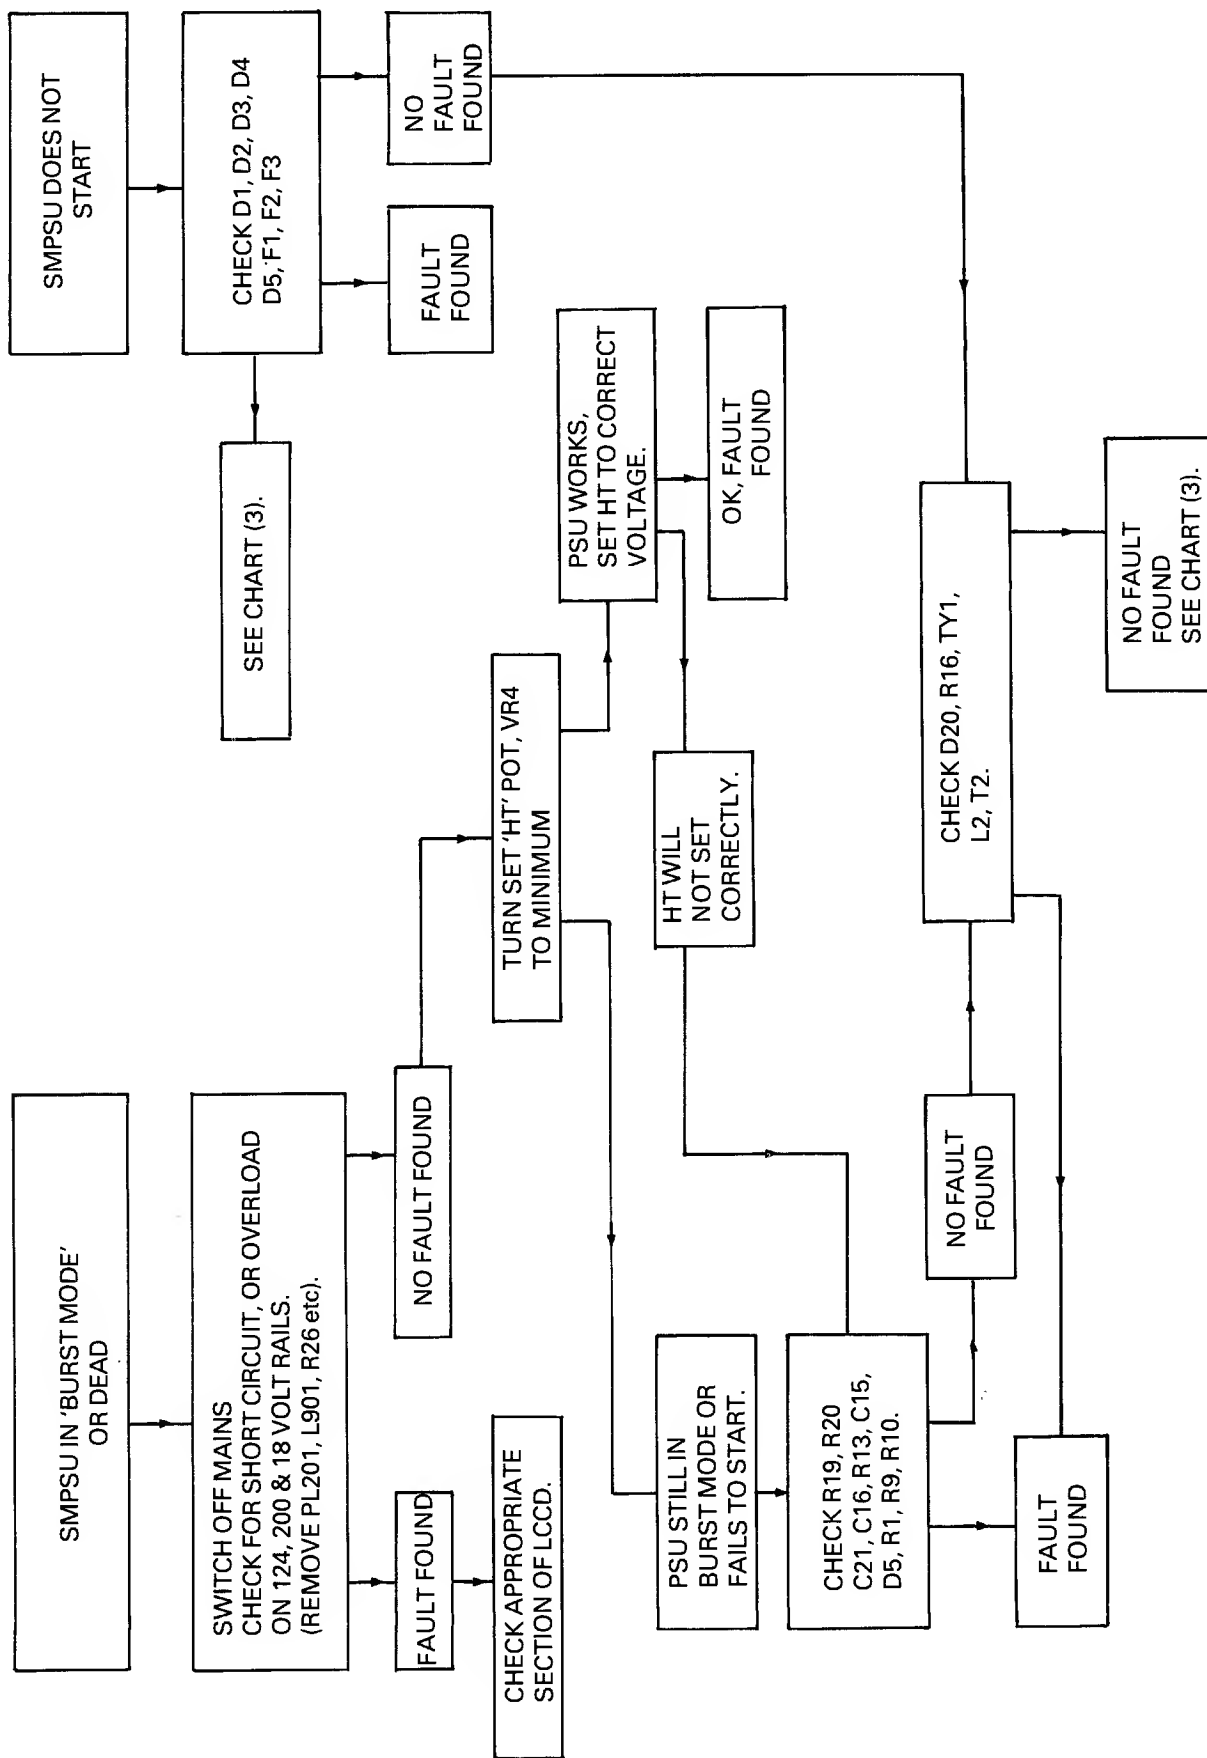 SMPSU IN 'BURST MODE'
OR DEAD
SWITCH OFF MAINS
CHECK FOR SHORT CIRCUIT, OR OVERLOAD
ON 124, 200 & 18 VOLT RAILS.
(REMOVE PL201, L901, R26 etc).
FAULT FOUND
NO FAULT FOUND
CHECK APPROPRIATE
SECTION OF LCCD.
TURN SET 'HT' POT, VR4
TO MINIMUM
PSU STILL IN
BURST MODE OR
FAILS TO START.
PSU WORKS,
SET HT TO CORRECT
VOLTAGE.
HT WILL
NOT SET
CORRECTLY.
OK, FAULT
FOUND
CHECK R19, R20
C21, C16, R13, C15,
D5, R1, R9, R10.
FAULT
FOUND
NO FAULT
FOUND
SMPSU DOES NOT
START
CHECK D1, D2, D3, D4
D5, F1, F2, F3
SEE CHART (3).
FAULT
FOUND
NO
FAULT
FOUND
CHECK D20, R16, TY1,
L2, T2.
NO FAULT
FOUND
SEE CHART (3).